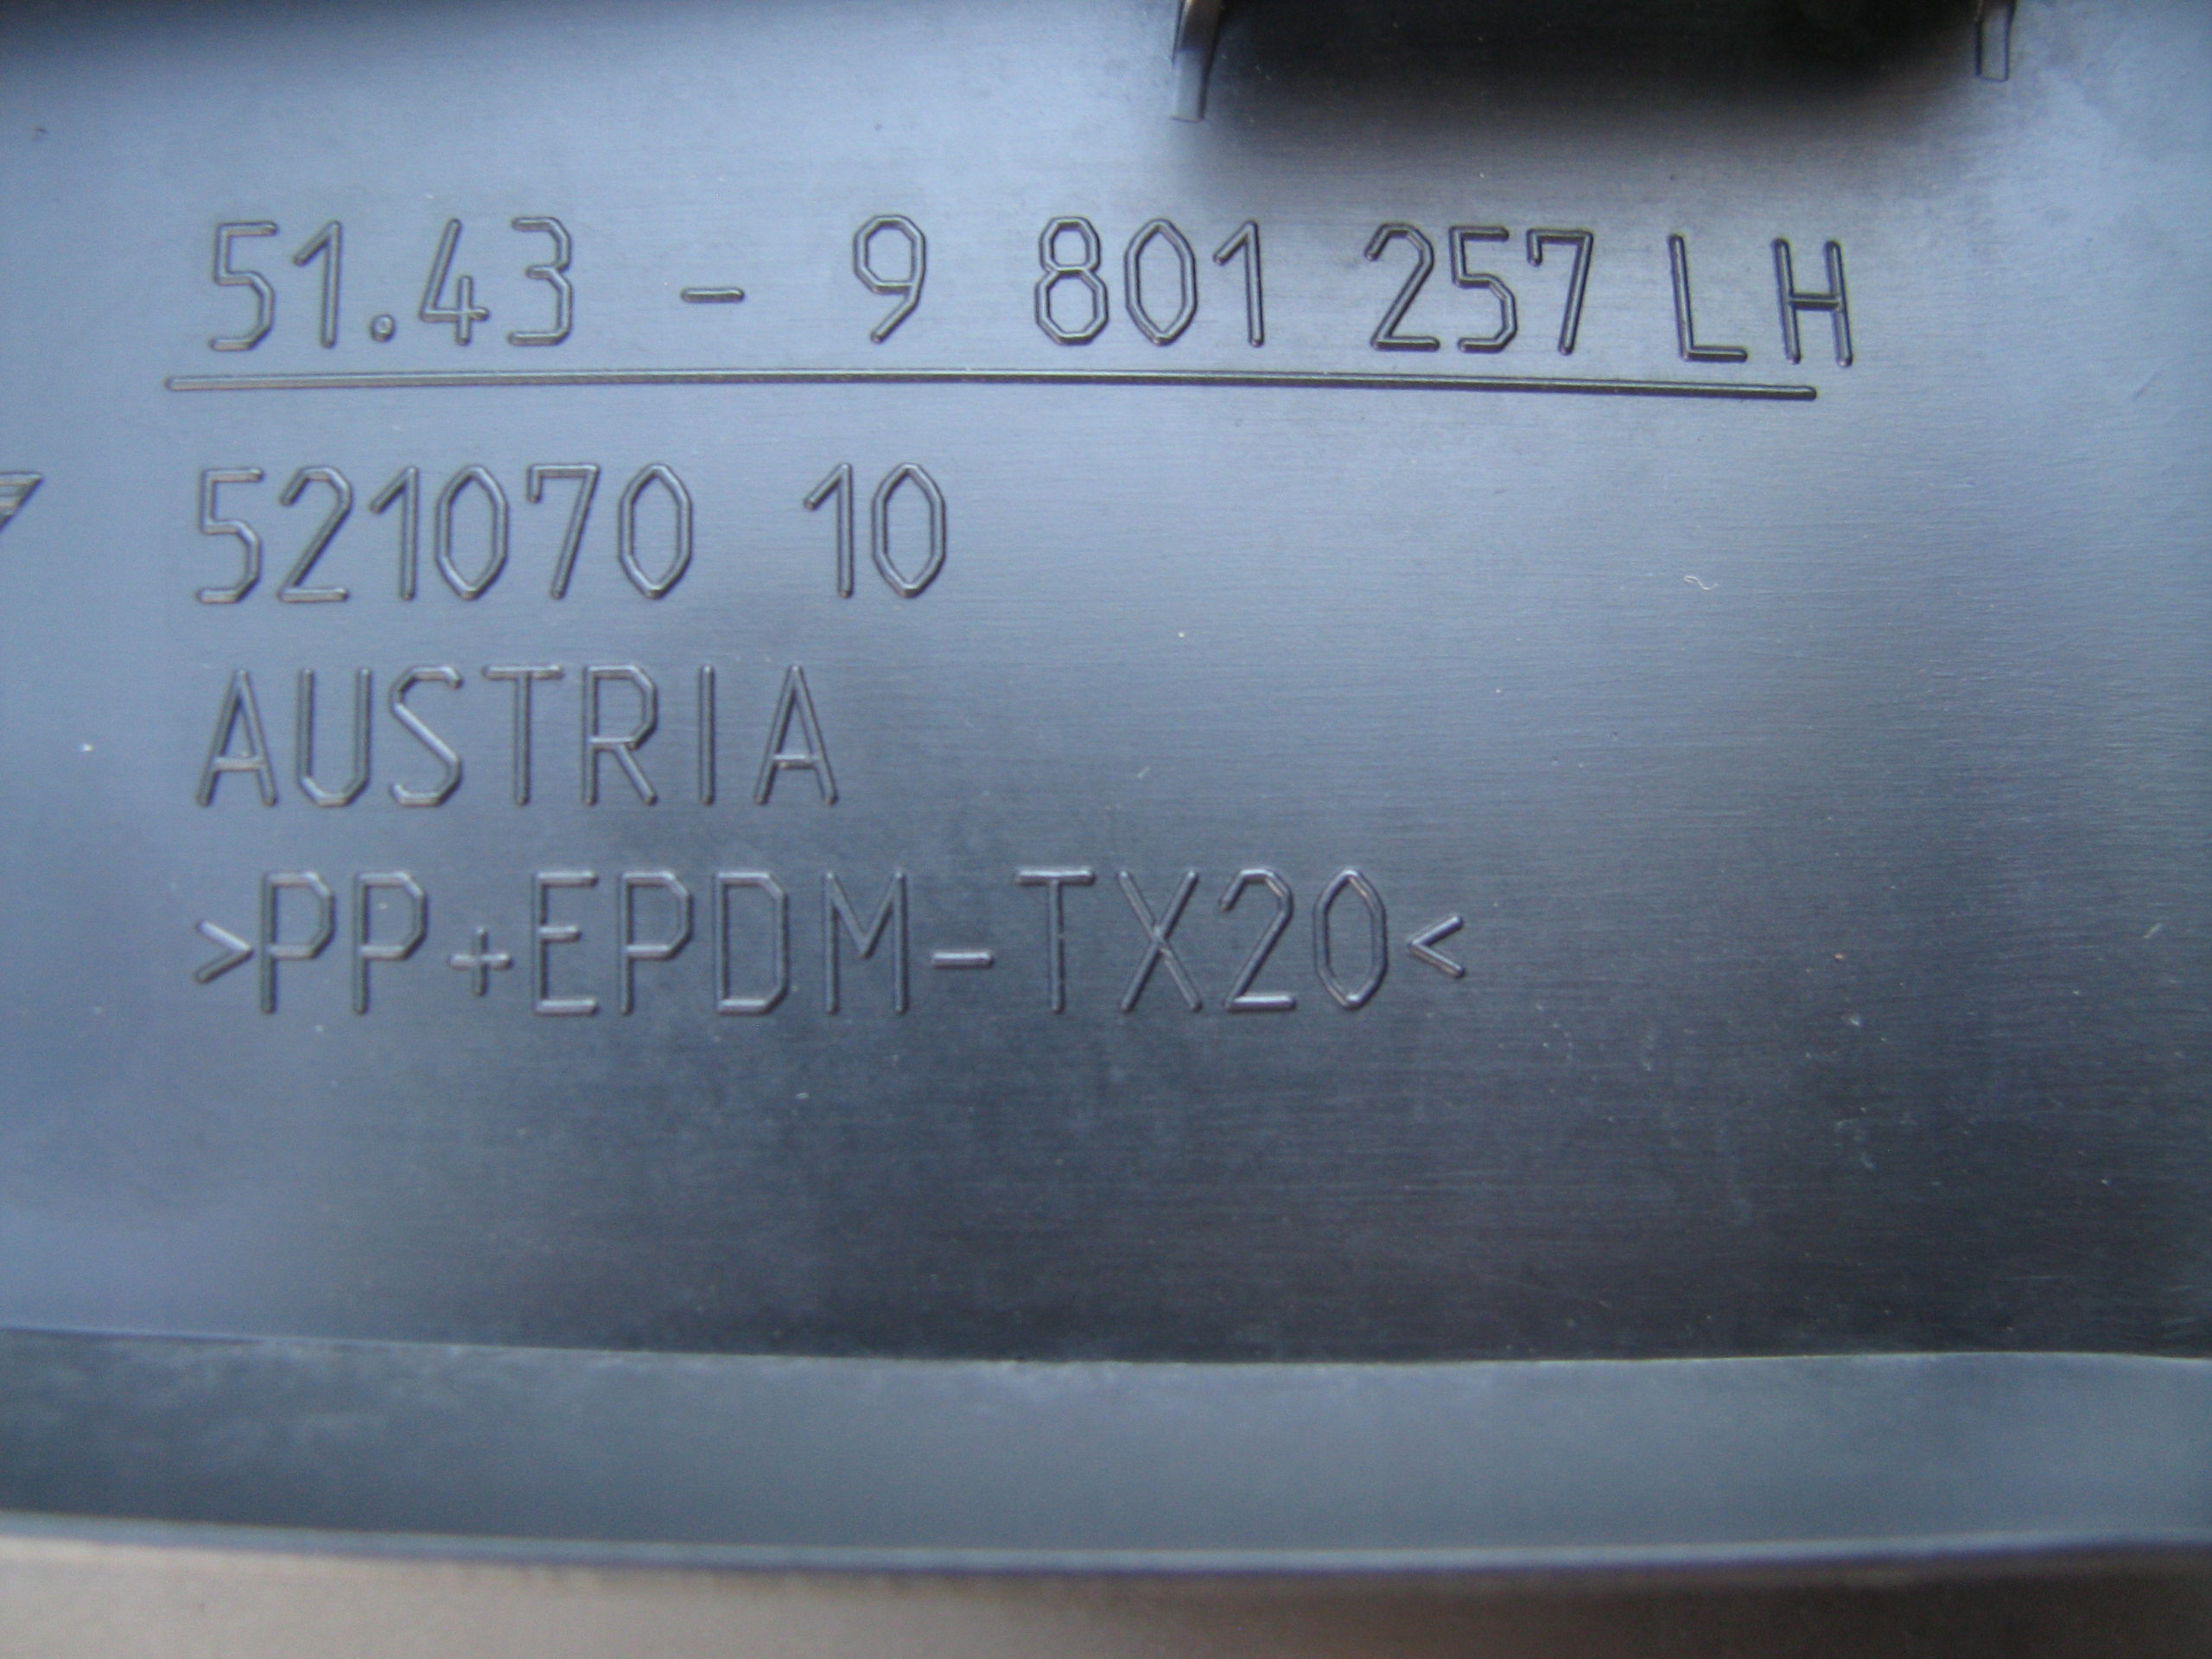 51.43 - 9 801 257 LH
521070 10
AUSTRIA
>PP+EPDM-TX20<